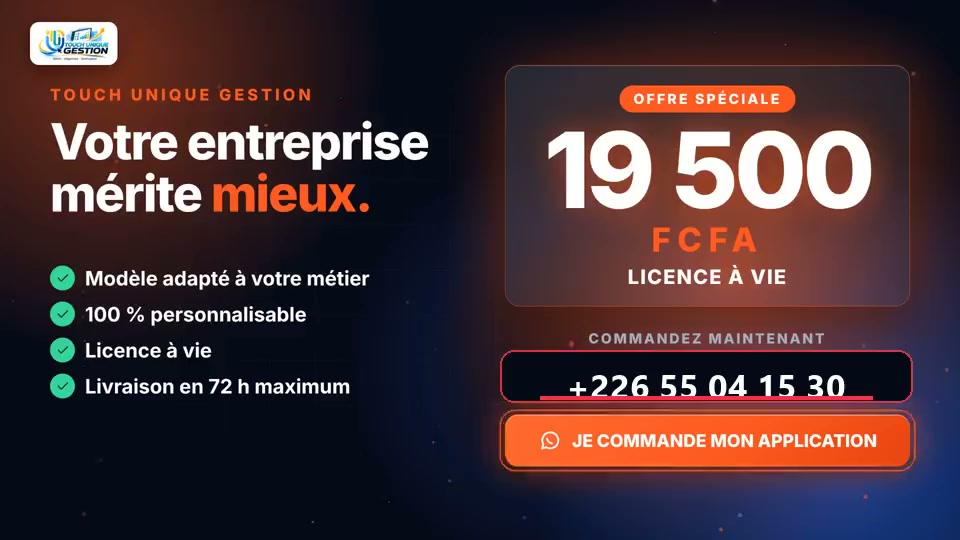 TOUCH UNIQUE
GESTION
TOUCH UNIQUE GESTION
Votre entreprise
mérite mieux.
Modèle adapté à votre métier
100 % personnalisable
Licence à vie
Livraison en 72 h maximum
OFFRE SPÉCIALE
19 500
FCFA
LICENCE À VIE
COMMANDEZ MAINTENANT
+226 55 04 15 30
JE COMMANDE MON APPLICATION